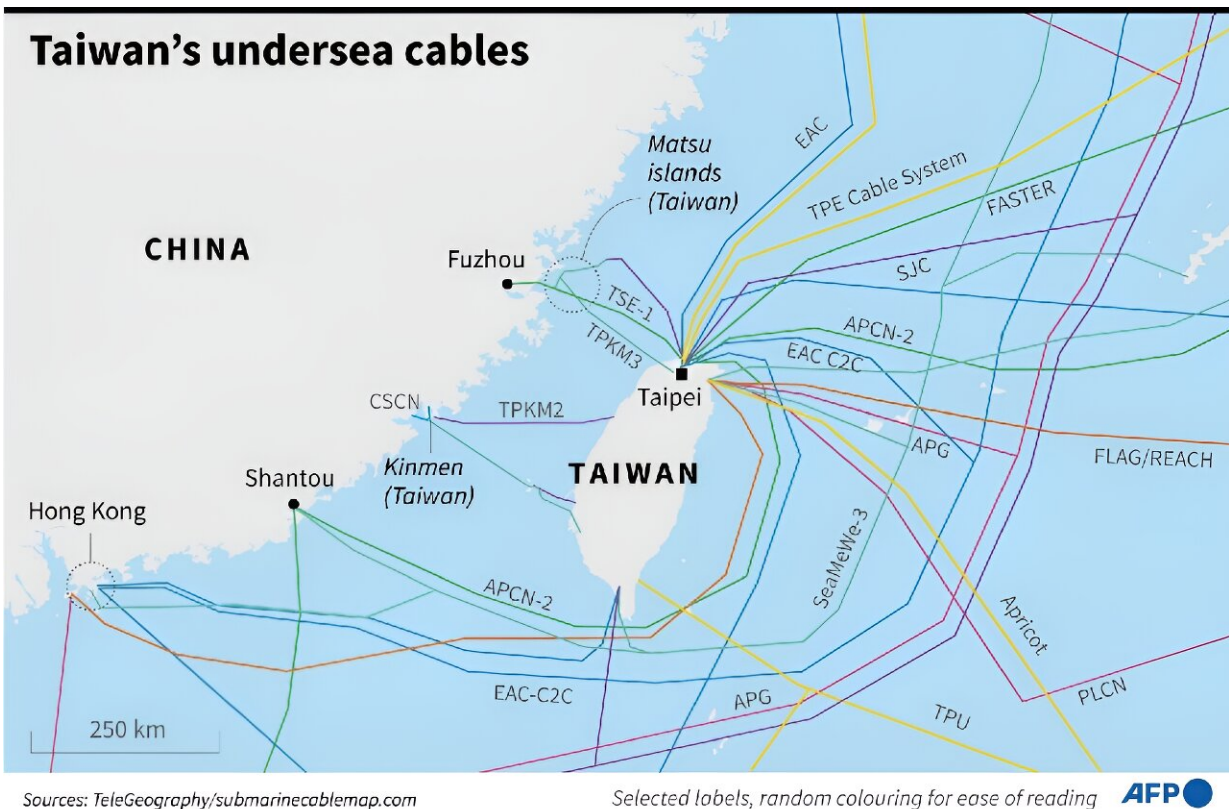 Taiwan’s undersea cables
EAC
Matsu
islands
(Taiwan)
TPE Cable System
FASTER
CHINA
Fuzhou
SJC
TSE-1
APCN-2
TPKM3
EAC C2C
Taipei
CSCN
TPKM2
APG
FLAG/REACH
Kinmen
(Taiwan)
TAIWAN
Shantou
Hong Kong
SeaMeWe-3
APCN-2
Apricot
EAC-C2C
APG
PLCN
TPU
250 km
Sources: TeleGeography/submarinecablemap.com
Selected labels, random colouring for ease of reading
AFP